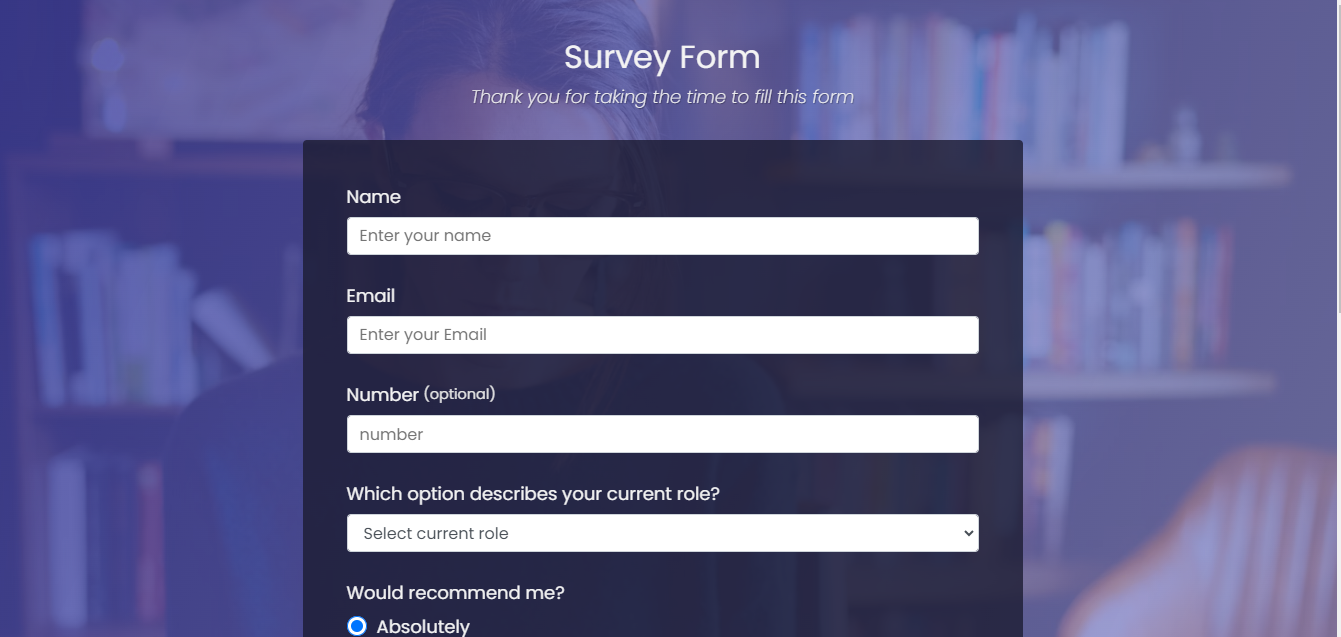 Survey Form
Thank you for taking the time to fill this form
Name
Enter your name
Email
Enter your Email
Number (optional)
number
Which option describes your current role?
Select current role
Would recommend me?
Absolutely